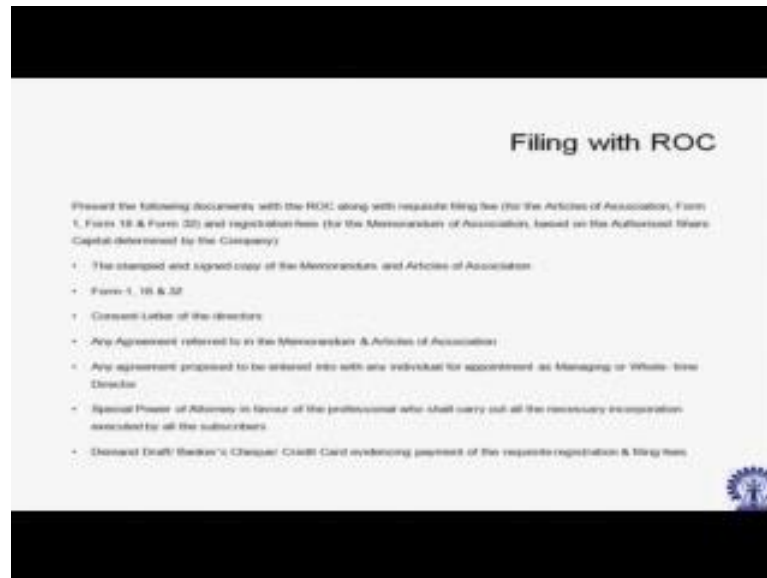 Filing with ROC
Present the following documents with the ROC along with requisite filing fee (for the Articles of Association, Form
1, Form 18 & Form 32) and registration fees (for the Memorandum of Association, based on the Authorised Share
Capital determined by the Company)
• The stamped and signed copy of the Memorandum and Articles of Association
• Form 1, 18 & 32
• Consent Letter of the directors
• Any Agreement referred to in the Memorandum & Articles of Association
• Any agreement proposed to be entered into with any individual for appointment as Managing or Whole- time
Director
• Special Power of Attorney in favour of the professional who shall carry out all the necessary incorporation
executed by all the subscribers
• Demand Draft/ Banker's Cheque/ Credit Card evidencing payment of the requisite registration & filing fees